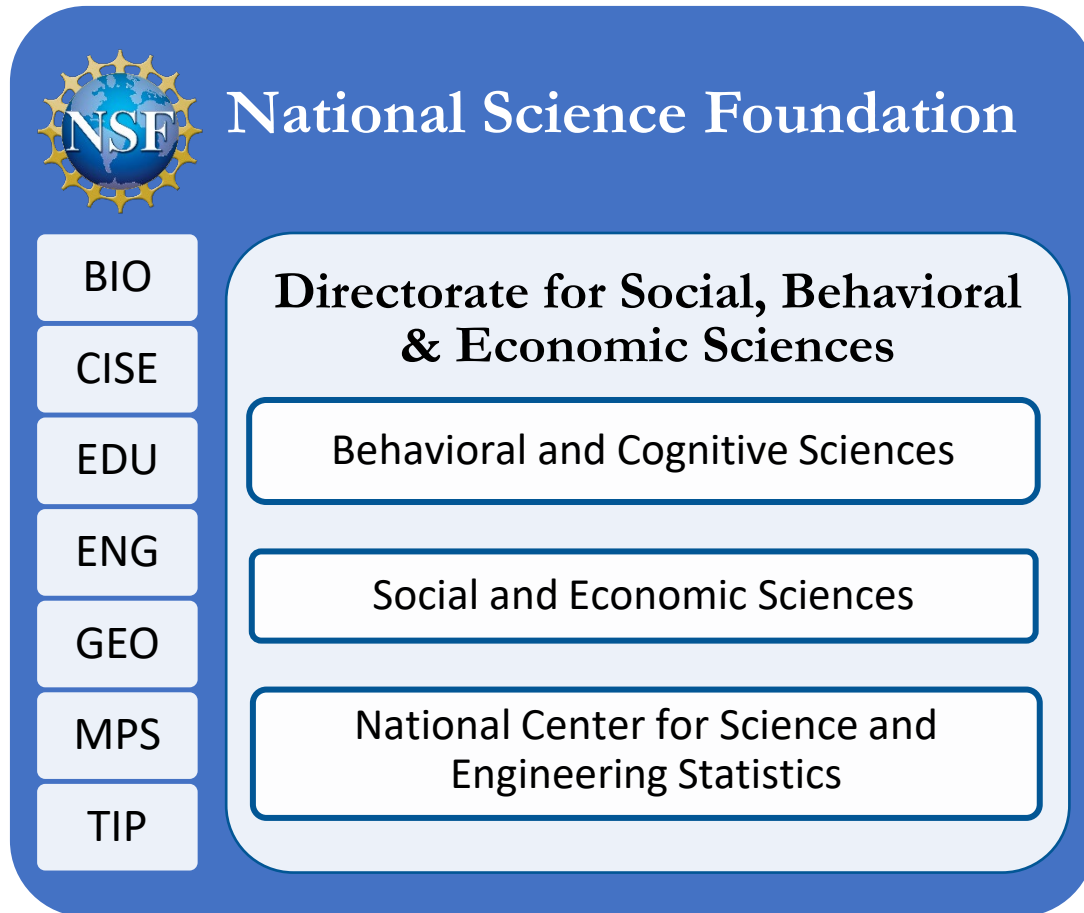 NSF
National Science Foundation
BIO
CISE
EDU
ENG
GEO
MPS
TIP
Directorate for Social, Behavioral
& Economic Sciences
Behavioral and Cognitive Sciences
Social and Economic Sciences
National Center for Science and
Engineering Statistics